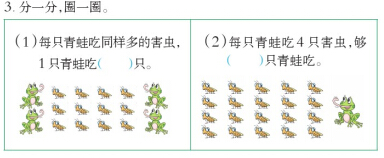 3. 分一分,圈一圈。
(1)每只青蛙吃同样多的害虫,
1只青蛙吃(　　)只。
(2)每只青蛙吃4只害虫,够
(　　)只青蛙吃。